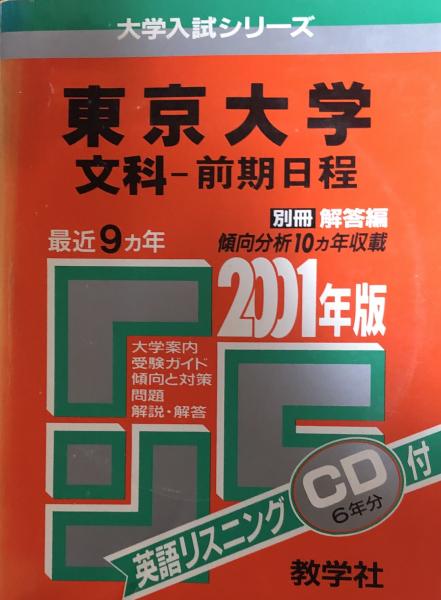 大学入試シリーズ
東京大学
文科－前期日程
別冊 解答編
最近9ヵ年
傾向分析10ヵ年収載
2001年版
大学案内
受験ガイド
傾向と対策
問題
解説・解答
英語リスニングCD付
6年分
教学社